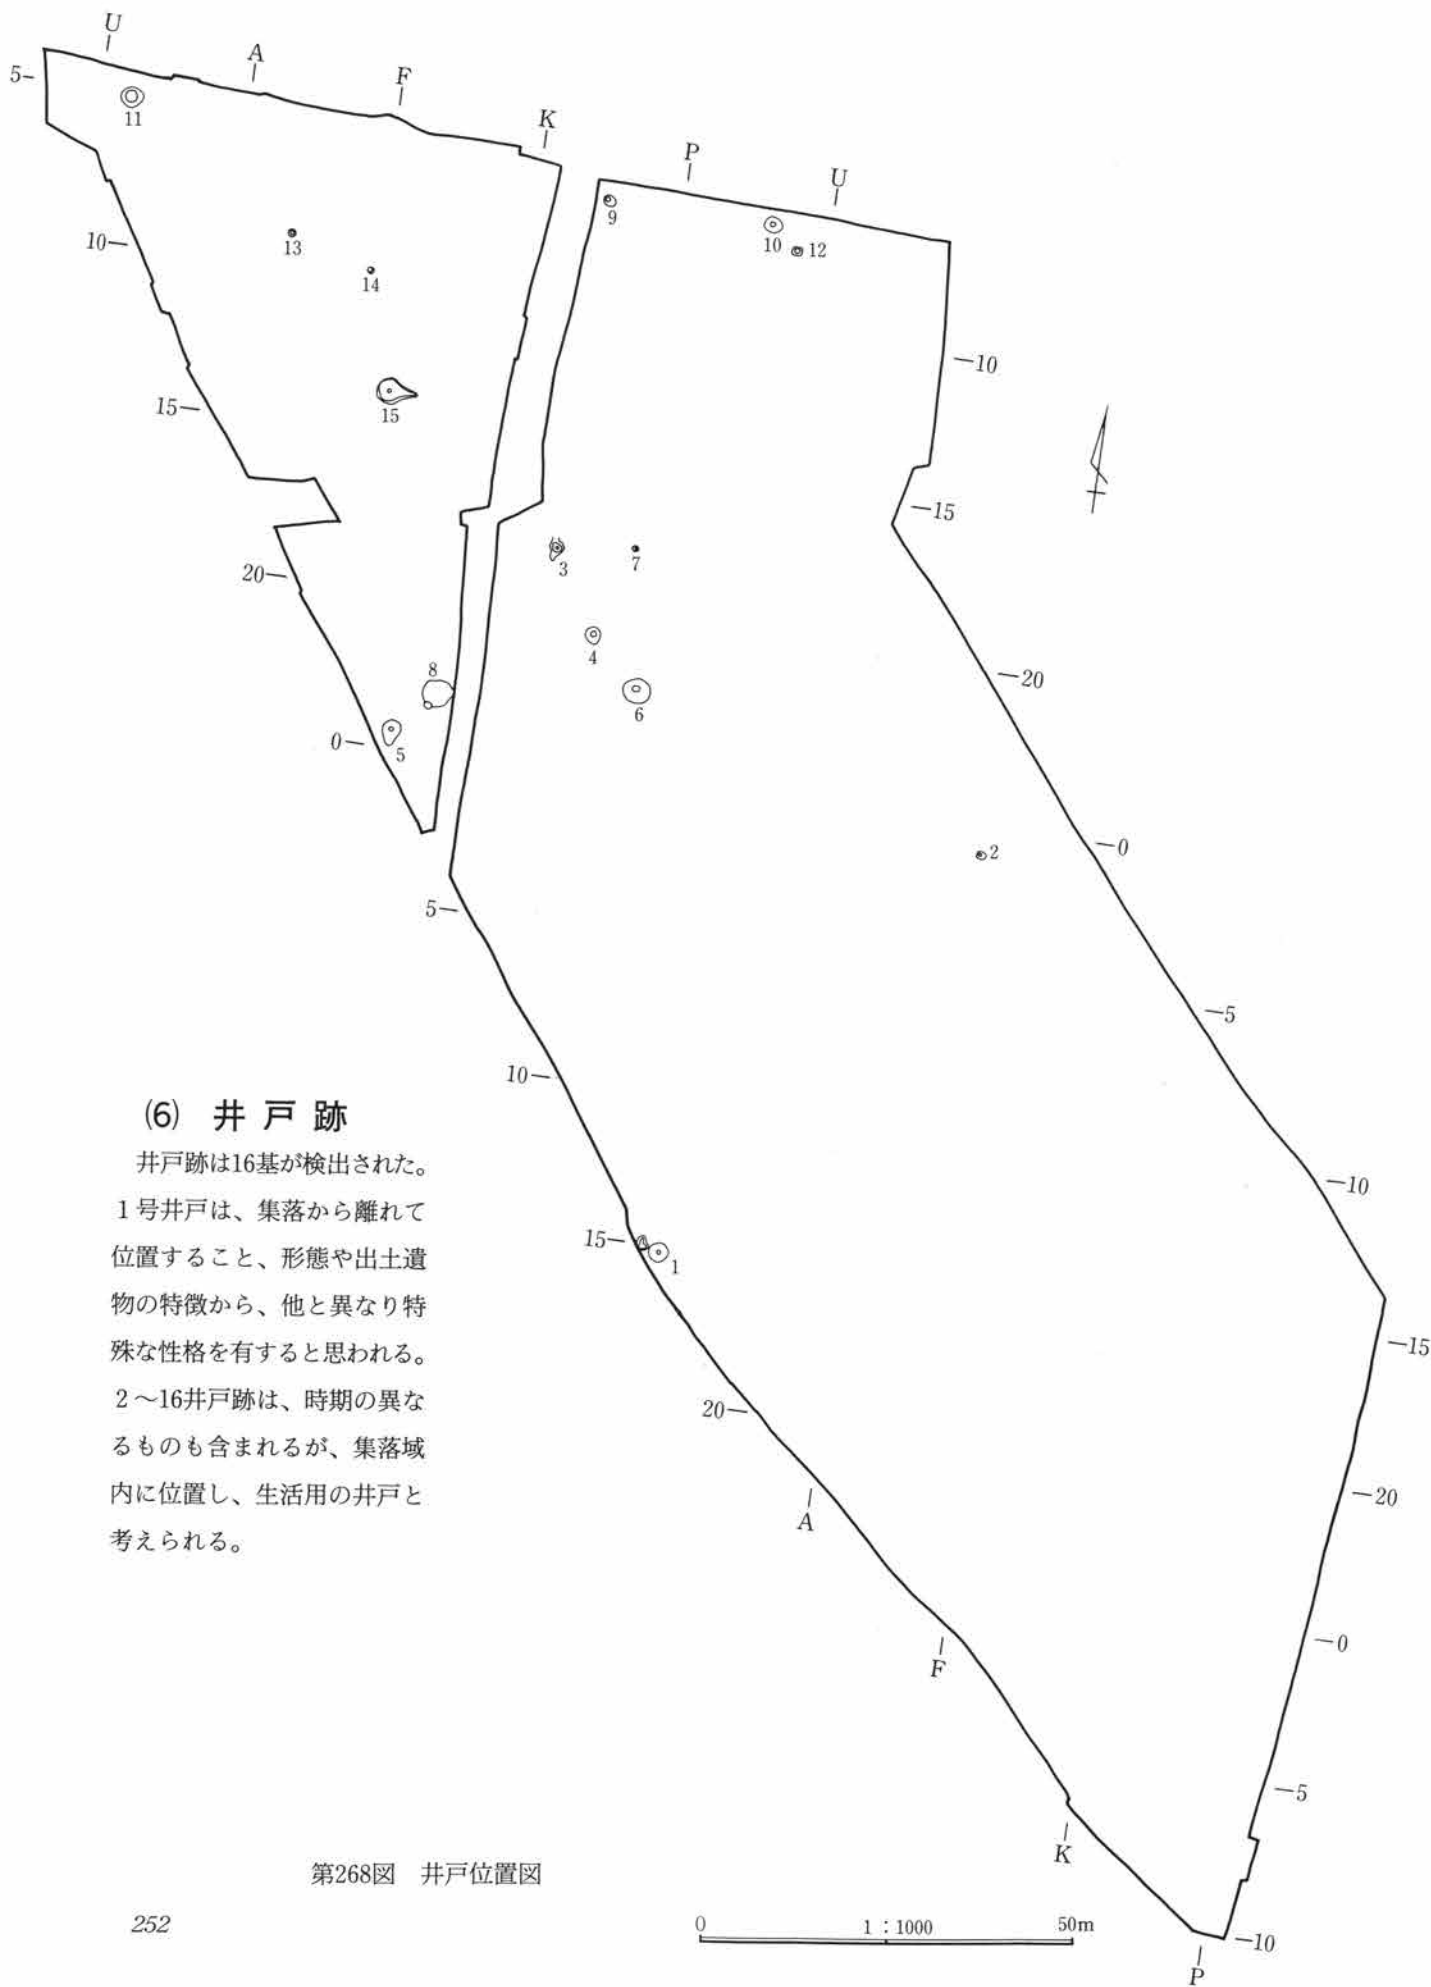 U
A
F
K
P
U
5
11
9
10
12
10
13
14
10
15
15
15
3
7
20
4
20
8
6
0
5
0
2
5
5
10
(6) 井戸跡
井戸跡は16基が検出された。
1号井戸は、集落から離れて
位置すること、形態や出土遺
物の特徴から、他と異なり特
殊な性格を有すると思われる。
2〜16井戸跡は、時期の異な
るものも含まれるが、集落域
内に位置し、生活用の井戸と
考えられる。
10
15
1
15
20
20
A
0
F
5
K
第268図 井戸位置図
252
0 1:1000 50m
10
P